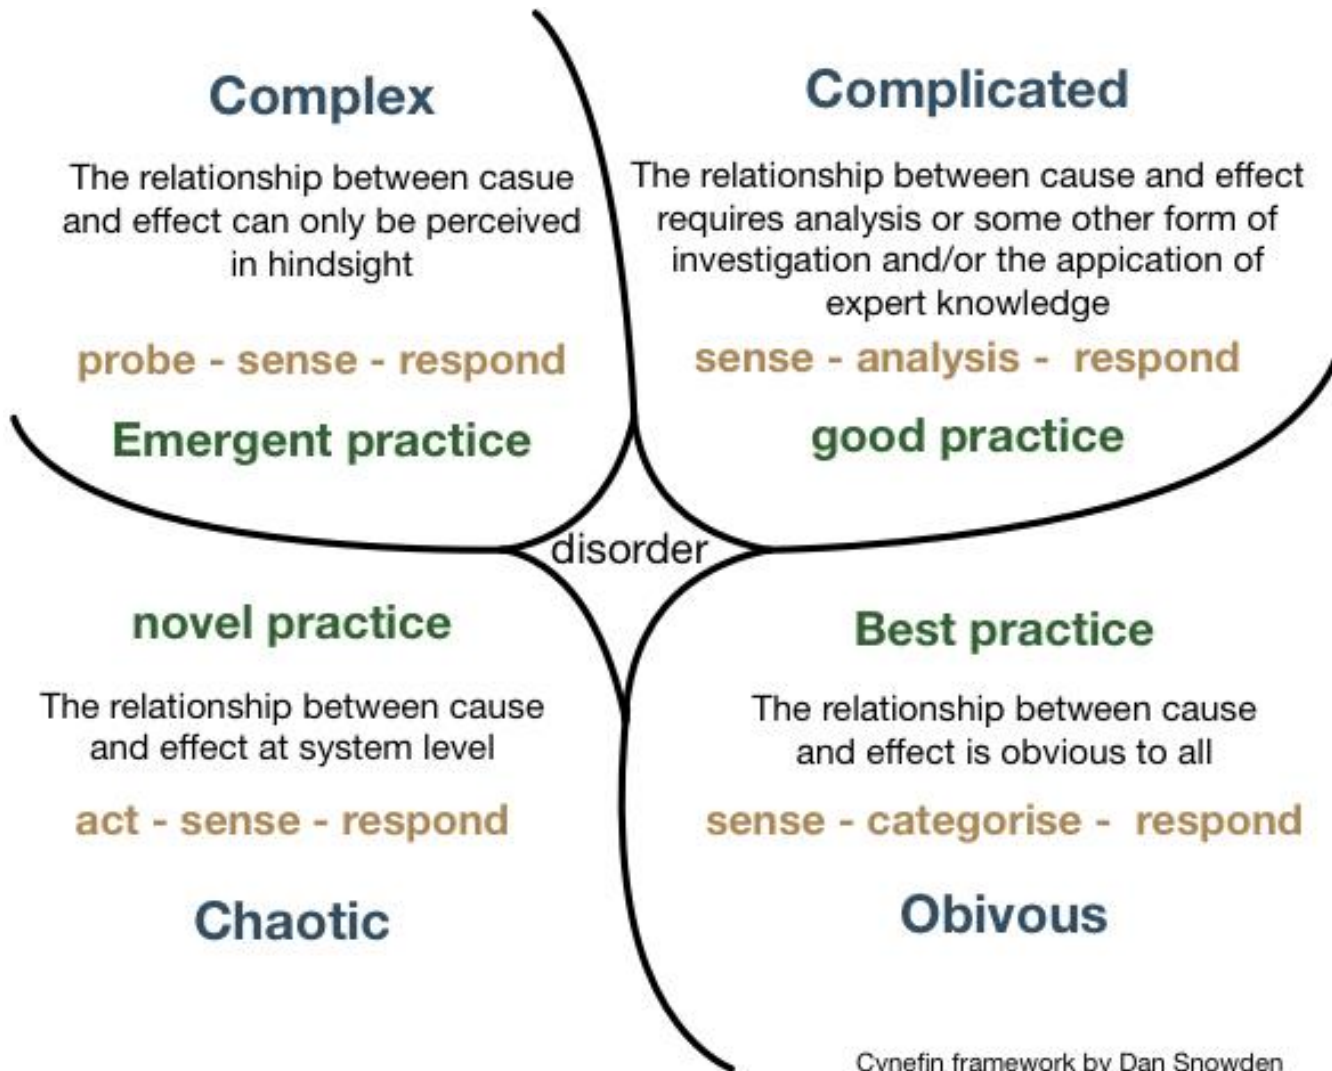 Complex
The relationship between casue
and effect can only be perceived
in hindsight
probe - sense - respond
Emergent practice
Complicated
The relationship between cause and effect
requires analysis or some other form of
investigation and/or the appication of
expert knowledge
sense - analysis - respond
good practice
disorder
novel practice
The relationship between cause
and effect at system level
act - sense - respond
Chaotic
Best practice
The relationship between cause
and effect is obvious to all
sense - categorise - respond
Obivous
Cynefin framework by Dan Snowden